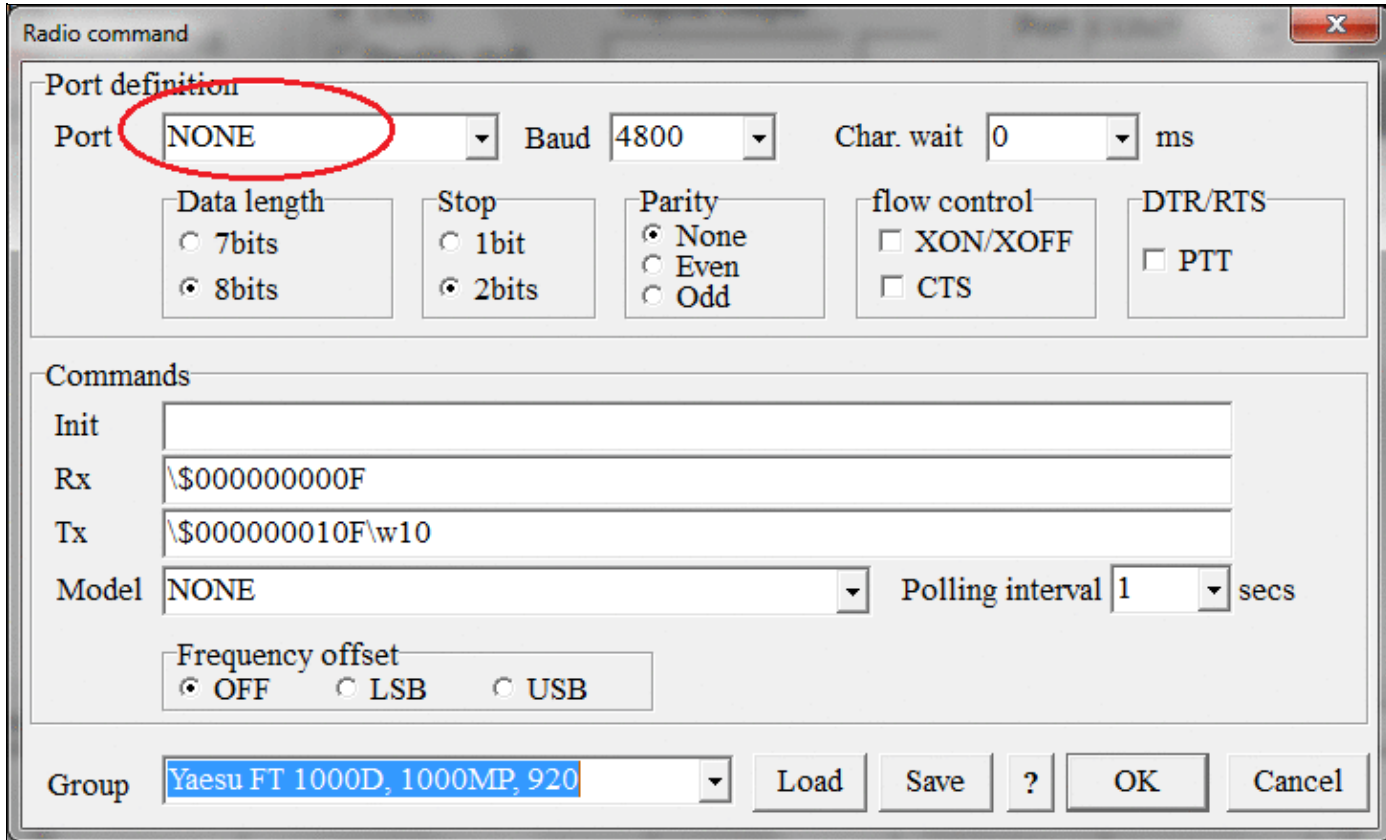 Radio command
Port definition
Port NONE Baud 4800 Char. wait 0 ms
Data length Stop Parity flow control DTR/RTS
7bits 1bit None XON/XOFF PTT
8bits 2bits Even CTS
Odd
Commands
Init
Rx \$000000000F
Tx \$000000010F\w10
Model NONE Polling interval 1 secs
Frequency offset
OFF LSB USB
Group Yaesu FT 1000D, 1000MP, 920 Load Save ? OK Cancel